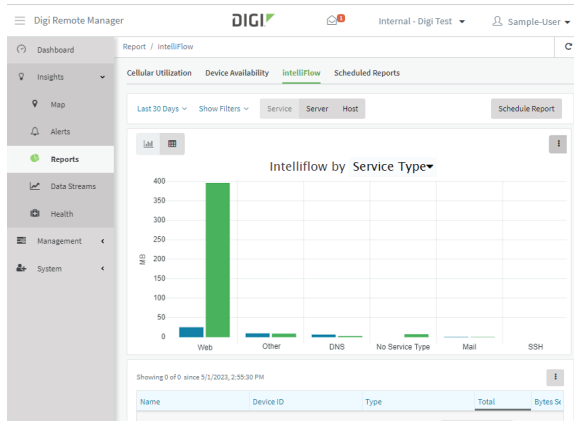 Digi Remote Manager
DIGI
1
Internal - Digi Test
Sample-User
Dashboard
Insights
Map
Alerts
Reports
Data Streams
Health
Management
System
Report / intelliFlow
Cellular Utilization Device Availability intelliFlow Scheduled Reports
Last 30 Days Show Filters Service Server Host Schedule Report
Intelliflow by Service Type
400
350
300
250
200
150
100
50
0
MB
Web Other DNS No Service Type Mail SSH
Showing 0 of 0 since 5/1/2023, 2:55:30 PM
Name Device ID Type Total Bytes Se